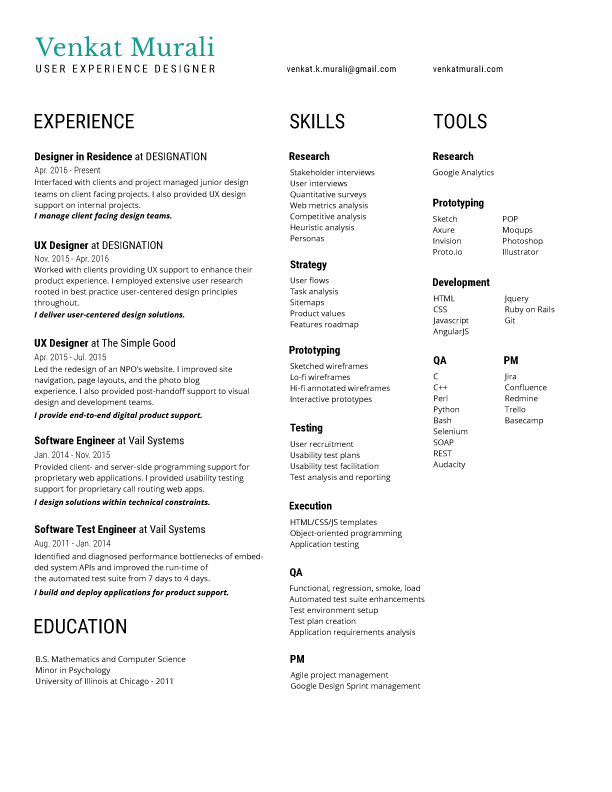 Venkat Murali
USER EXPERIENCE DESIGNER
venkat.k.murali@gmail.com
venkatmurali.com
EXPERIENCE
Designer in Residence at DESIGNATION
Apr. 2016 - Present
Interfaced with clients and project managed junior design
teams on client facing projects. I also provided UX design
support on internal projects.
I manage client facing design teams.
UX Designer at DESIGNATION
Nov. 2015 - Apr. 2016
Worked with clients providing UX support to enhance their
product experience. I employed extensive user research
rooted in best practice user-centered design principles
throughout.
I deliver user-centered design solutions.
UX Designer at The Simple Good
Apr. 2015 - Jul. 2015
Led the redesign of an NPO's website. I improved site
navigation, page layouts, and the photo blog
experience. I also provided post-handoff support to visual
design and development teams.
I provide end-to-end digital product support.
Software Engineer at Vail Systems
Jan. 2014 - Nov. 2015
Provided client- and server-side programming support for
proprietary web applications. I provided usability testing
support for proprietary call routing web apps.
I design solutions within technical constraints.
Software Test Engineer at Vail Systems
Aug. 2011 - Jan. 2014
Identified and diagnosed performance bottlenecks of embed-
ded system APIs and improved the run-time of
the automated test suite from 7 days to 4 days.
I build and deploy applications for product support.
EDUCATION
B.S. Mathematics and Computer Science
Minor in Psychology
University of Illinois at Chicago - 2011
SKILLS
Research
Stakeholder interviews
User interviews
Quantitative surveys
Web metrics analysis
Competitive analysis
Heuristic analysis
Personas
Strategy
User flows
Task analysis
Sitemaps
Product values
Features roadmap
Prototyping
Sketched wireframes
Lo-fi wireframes
Hi-fi annotated wireframes
Interactive prototypes
Testing
User recruitment
Usability test plans
Usability test facilitation
Test analysis and reporting
Execution
HTML/CSS/JS templates
Object-oriented programming
Application testing
QA
Functional, regression, smoke, load
Automated test suite enhancements
Test environment setup
Test plan creation
Application requirements analysis
PM
Agile project management
Google Design Sprint management
TOOLS
Research
Google Analytics
Prototyping
Sketch
Axure
Invision
Proto.io
POP
Moqups
Photoshop
Illustrator
Development
HTML
CSS
Javascript
AngularJS
Jquery
Ruby on Rails
Git
QA
C
C++
Perl
Python
Bash
Selenium
SOAP
REST
Audacity
PM
Jira
Confluence
Redmine
Trello
Basecamp